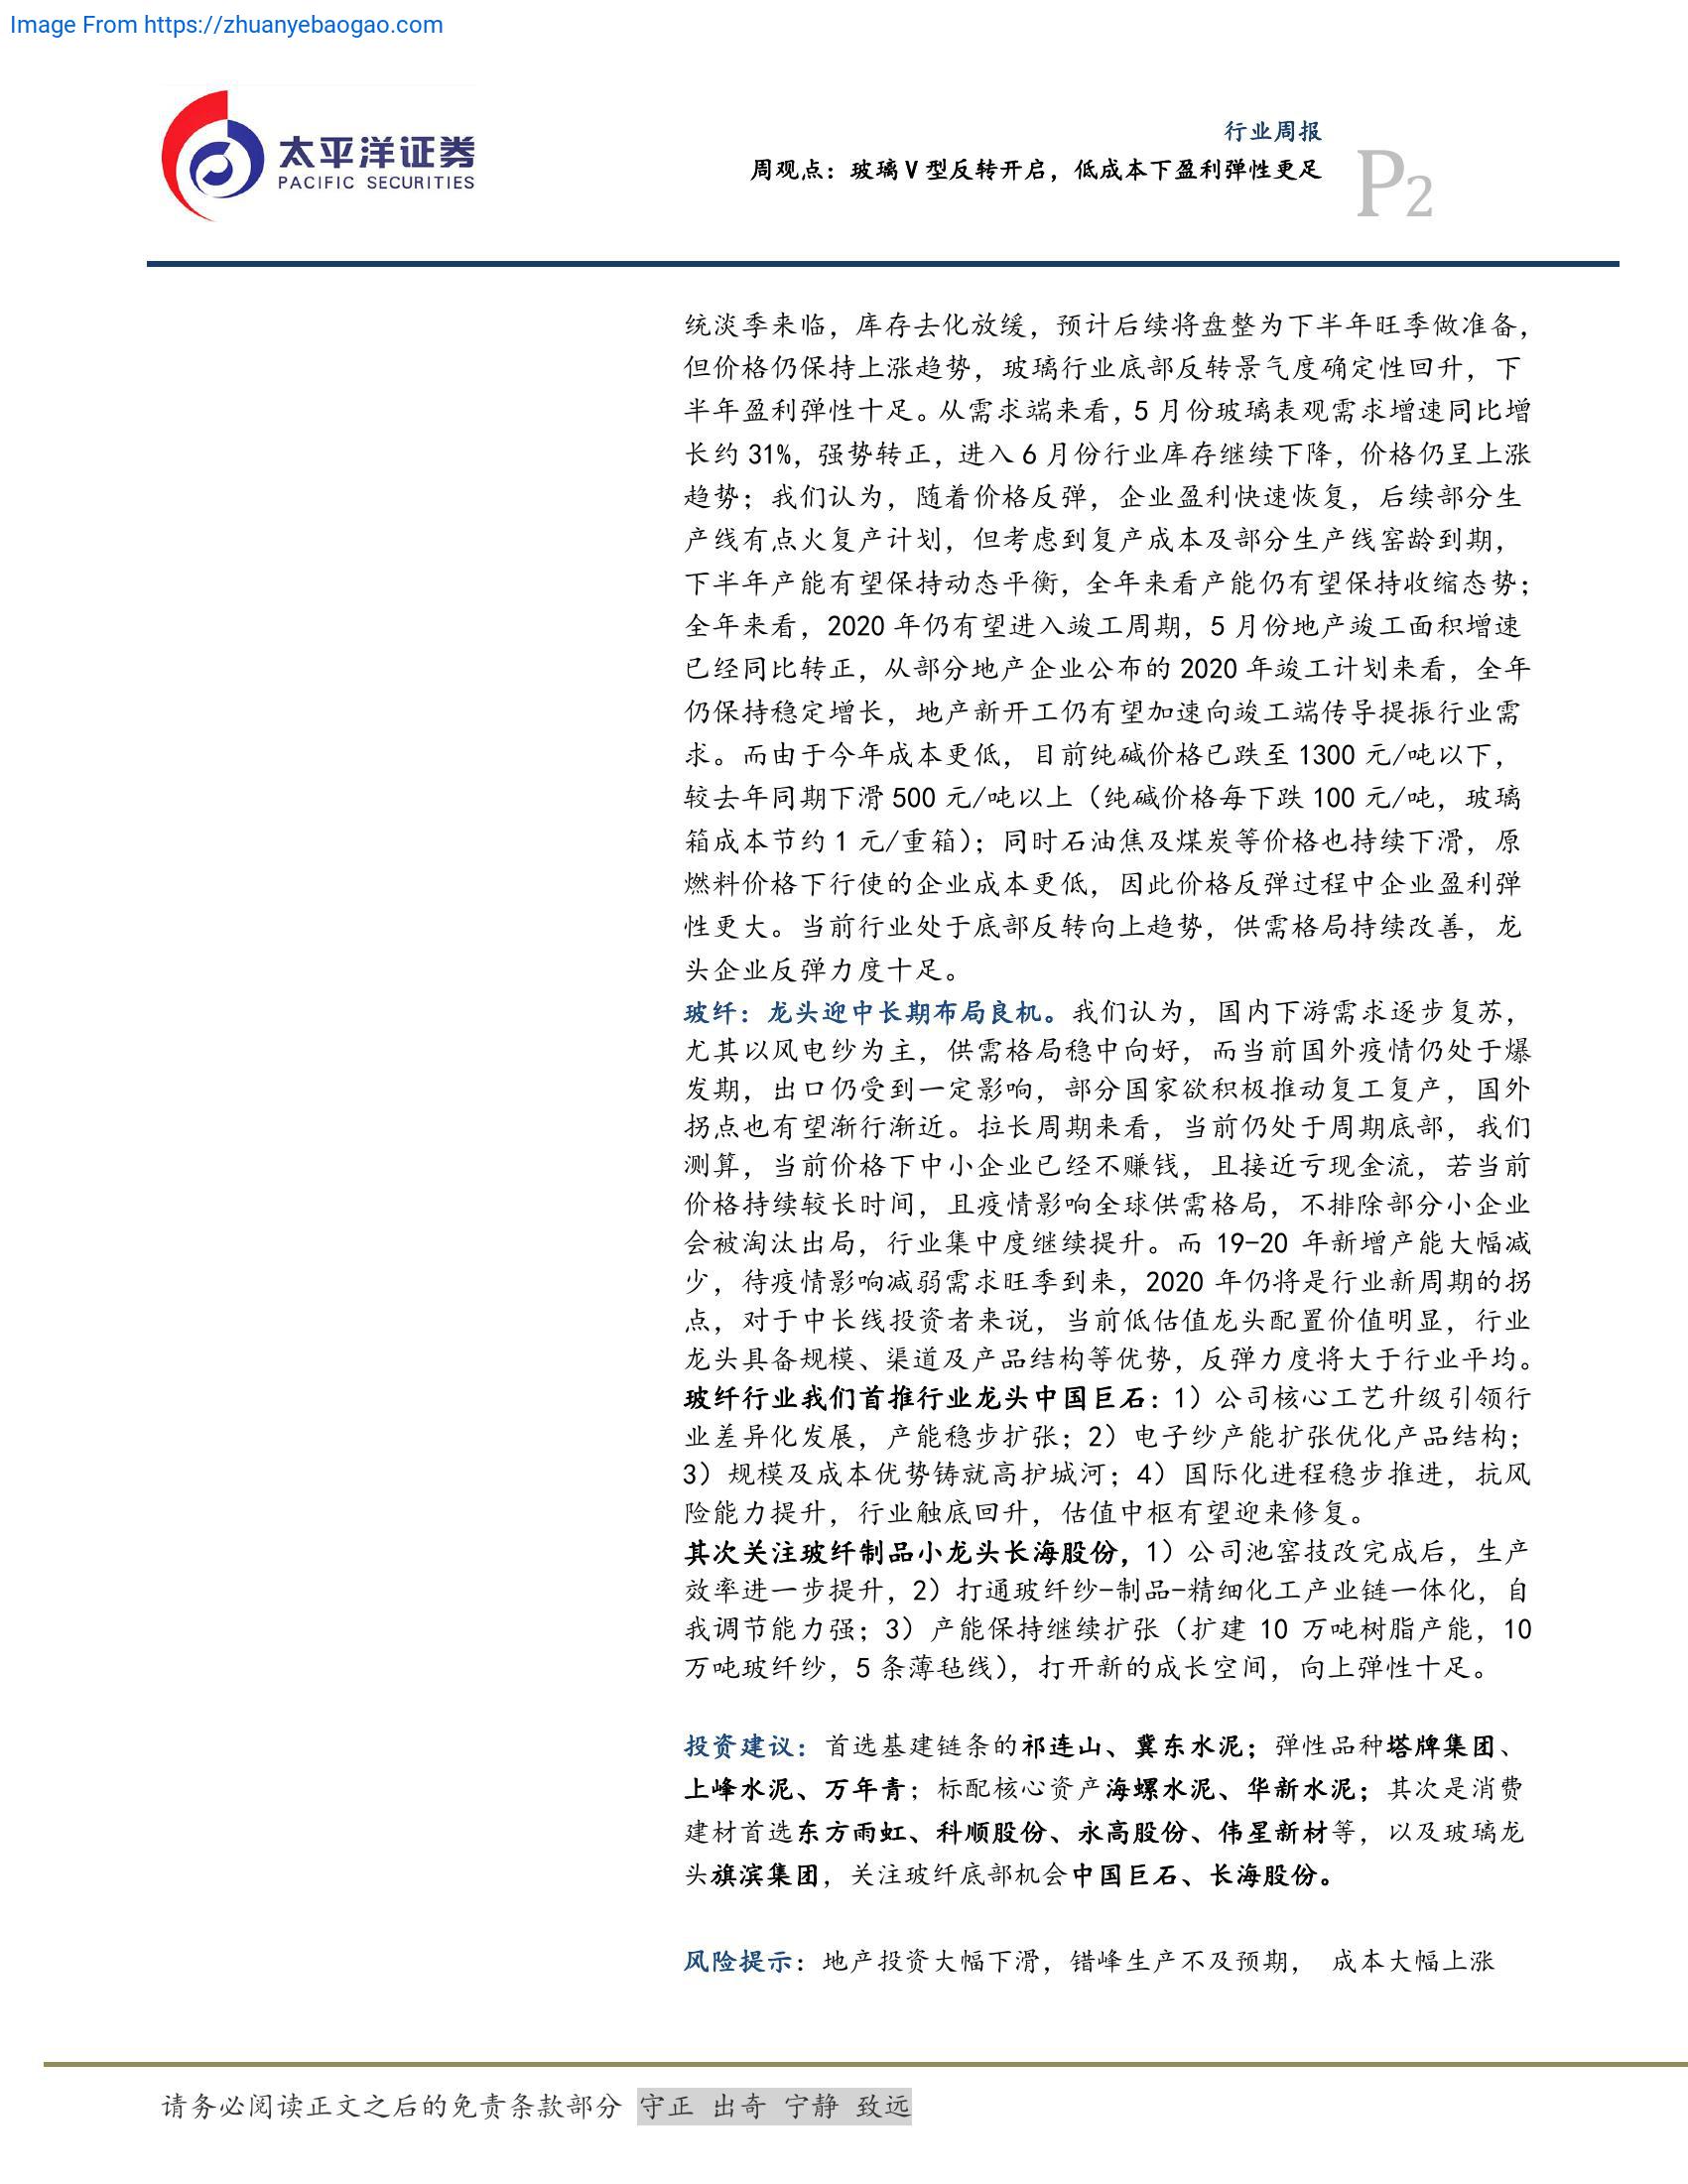 Image From https://zhuanyebaogao.com
太平洋证券
PACIFIC SECURITIES
行业周报
周观点：玻璃V型反转开启，低成本下盈利弹性更足
P2
统淡季来临，库存去化放缓，预计后续将盘整为下半年旺季做准备，
但价格仍保持上涨趋势，玻璃行业底部反转景气度确定性回升，下
半年盈利弹性十足。从需求端来看，5 月份玻璃表观需求增速同比增
长约 31%，强势转正，进入 6 月份行业库存继续下降，价格仍呈上涨
趋势；我们认为，随着价格反弹，企业盈利快速恢复，后续部分生
产线有点火复产计划，但考虑到复产成本及部分生产线窑龄到期，
下半年产能有望保持动态平衡，全年来看产能仍有望保持收缩态势；
全年来看，2020 年仍有望进入竣工周期，5 月份地产竣工面积增速
已经同比转正，从部分地产企业公布的 2020 年竣工计划来看，全年
仍保持稳定增长，地产新开工仍有望加速向竣工端传导提振行业需
求。而由于今年成本更低，目前纯碱价格已跌至 1300 元/吨以下，
较去年同期下滑 500 元/吨以上（纯碱价格每下跌 100 元/吨，玻璃
箱成本节约 1 元/重箱）；同时石油焦及煤炭等价格也持续下滑，原
燃料价格下行使的企业成本更低，因此价格反弹过程中企业盈利弹
性更大。当前行业处于底部反转向上趋势，供需格局持续改善，龙
头企业反弹力度十足。
玻纤：龙头迎中长期布局良机。我们认为，国内下游需求逐步复苏，
尤其以风电纱为主，供需格局稳中向好，而当前国外疫情仍处于爆
发期，出口仍受到一定影响，部分国家欲积极推动复工复产，国外
拐点也有望渐行渐近。拉长周期来看，当前仍处于周期底部，我们
测算，当前价格下中小企业已经不赚钱，且接近亏现金流，若当前
价格持续较长时间，且疫情影响全球供需格局，不排除部分小企业
会被淘汰出局，行业集中度继续提升。而 19-20 年新增产能大幅减
少，待疫情影响减弱需求旺季到来，2020 年仍将是行业新周期的拐
点，对于中长线投资者来说，当前低估值龙头配置价值明显，行业
龙头具备规模、渠道及产品结构等优势，反弹力度将大于行业平均。
玻纤行业我们首推行业龙头中国巨石：1）公司核心工艺升级引领行
业差异化发展，产能稳步扩张；2）电子纱产能扩张优化产品结构；
3）规模及成本优势铸就高护城河；4）国际化进程稳步推进，抗风
险能力提升，行业触底回升，估值中枢有望迎来修复。
其次关注玻纤制品小龙头长海股份，1）公司池窑技改完成后，生产
效率进一步提升，2）打通玻纤纱-制品-精细化工产业链一体化，自
我调节能力强；3）产能保持继续扩张（扩建 10 万吨树脂产能，10
万吨玻纤纱，5 条薄毡线），打开新的成长空间，向上弹性十足。
投资建议：首选基建链条的祁连山、冀东水泥；弹性品种塔牌集团、
上峰水泥、万年青；标配核心资产海螺水泥、华新水泥；其次是消费
建材首选东方雨虹、科顺股份、永高股份、伟星新材等，以及玻璃龙
头旗滨集团，关注玻纤底部机会中国巨石、长海股份。
风险提示：地产投资大幅下滑，错峰生产不及预期， 成本大幅上涨
请务必阅读正文之后的免责条款部分 守正 出奇 宁静 致远